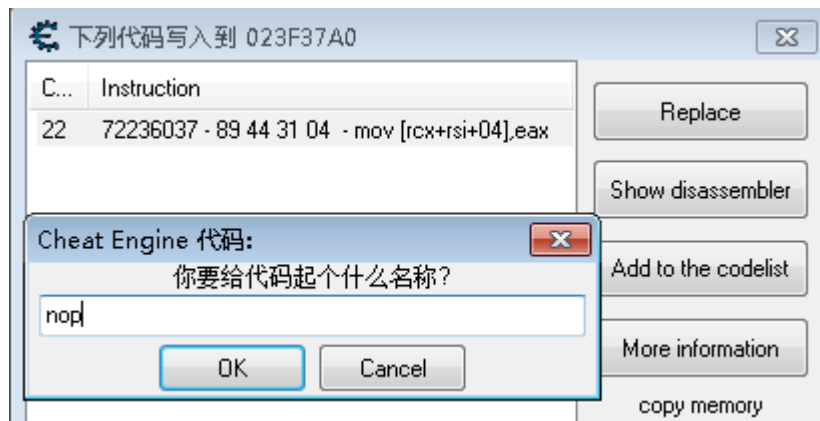 下列代码写入到 023F37A0
C... Instruction
22 72236037 - 89 44 31 04 - mov [rcx+rsi+04],eax
Replace
Show disassembler
Cheat Engine 代码:
你要给代码起个什么名称?
nop
OK Cancel
Add to the codelist
More information
copy memory